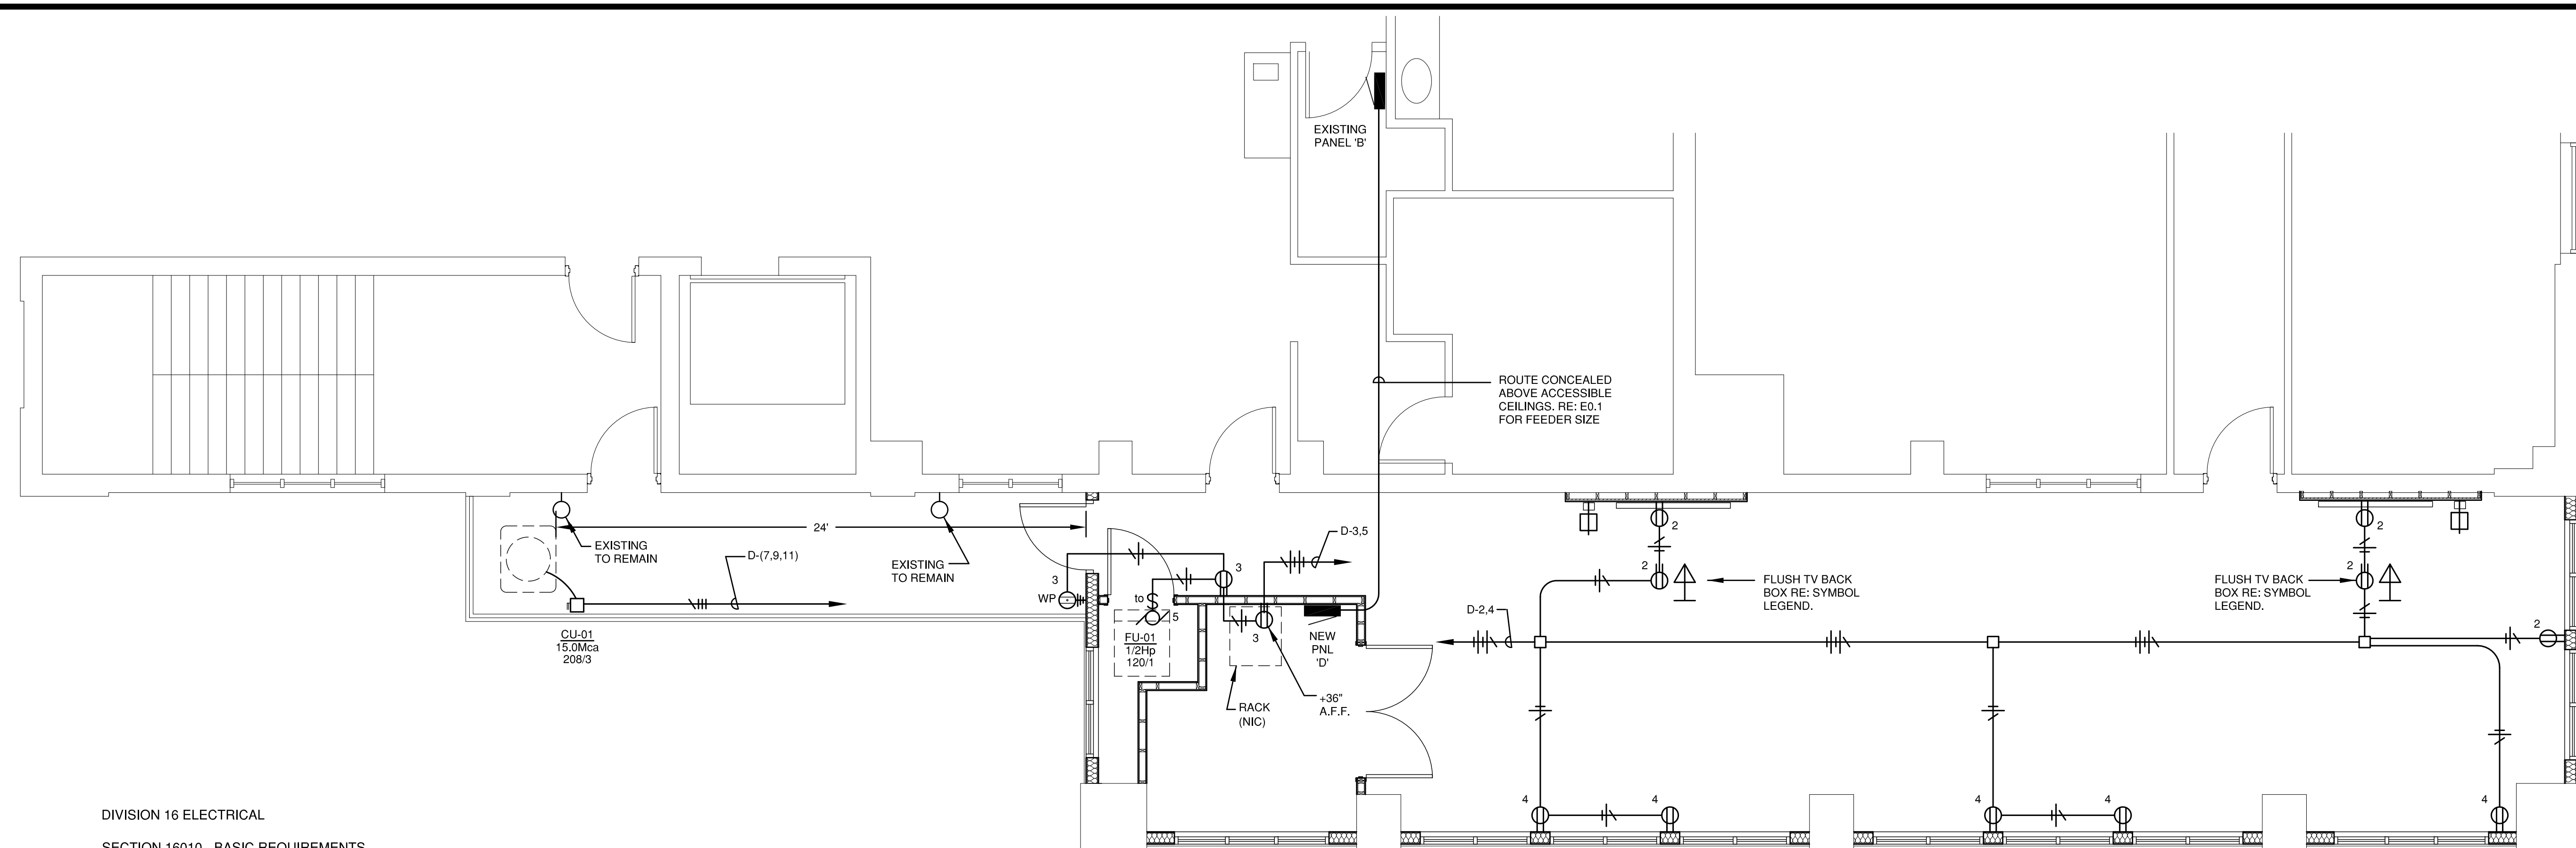 EXISTING
PANEL 'B'
ROUTE CONCEALED
ABOVE ACCESSIBLE
CEILINGS. RE: E0.1
FOR FEEDER SIZE
24'
EXISTING
TO REMAIN
D-(7,9,11)
EXISTING
TO REMAIN
D-3,5
3
WP
3
to
$
5
3
CU-01
15.0Mca
208/3
FU-01
1/2Hp
120/1
NEW
PNL
'D'
RACK
(NIC)
+36"
A.F.F.
D-2,4
2
2
FLUSH TV BACK
BOX RE: SYMBOL
LEGEND.
FLUSH TV BACK
BOX RE: SYMBOL
LEGEND.
2
2
2
4
4
4
4
4
DIVISION 16 ELECTRICAL
SECTION 16010 - BASIC REQUIREMENTS